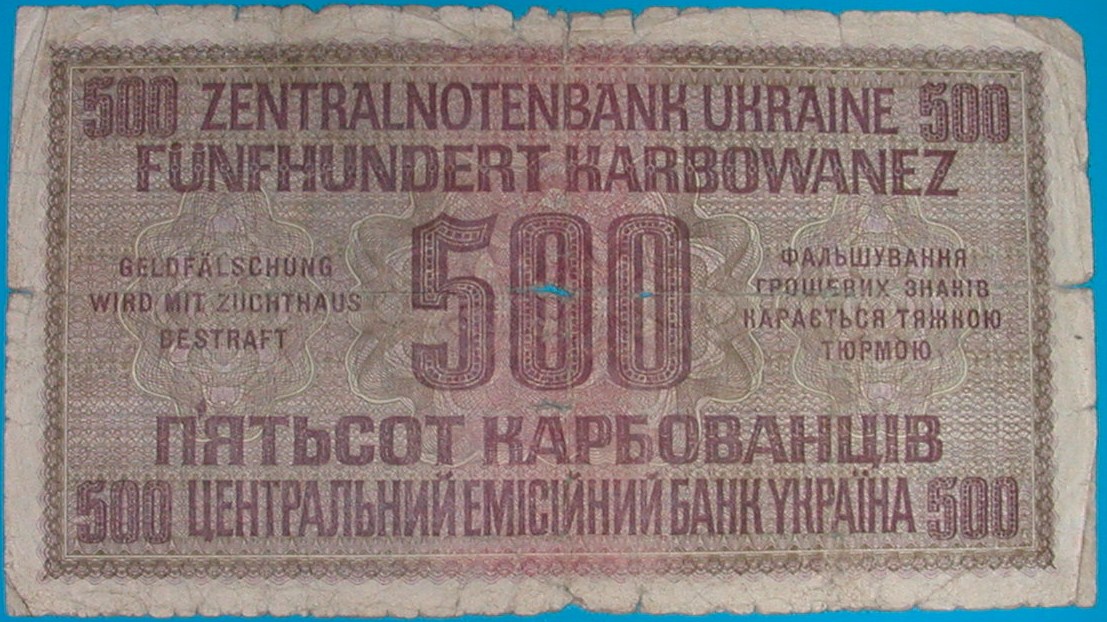 500 ZENTRALNOTENBANK UKRAINE 500
FÜNFHUNDERT KARBOWANEZ
500
GELDFÄLSCHUNG
WIRD MIT ZUCHTHAUS
BESTRAFT
ФАЛЬШУВАННЯ
ГРОШЕВИХ ЗНАКІВ
КАРАЄТЬСЯ ТЯЖКОЮ
ТЮРМОЮ
П'ЯТЬСОТ КАРБОВАНЦІВ
500 ЦЕНТРАЛЬНИЙ ЕМІСІЙНИЙ БАНК УКРАЇНА 500